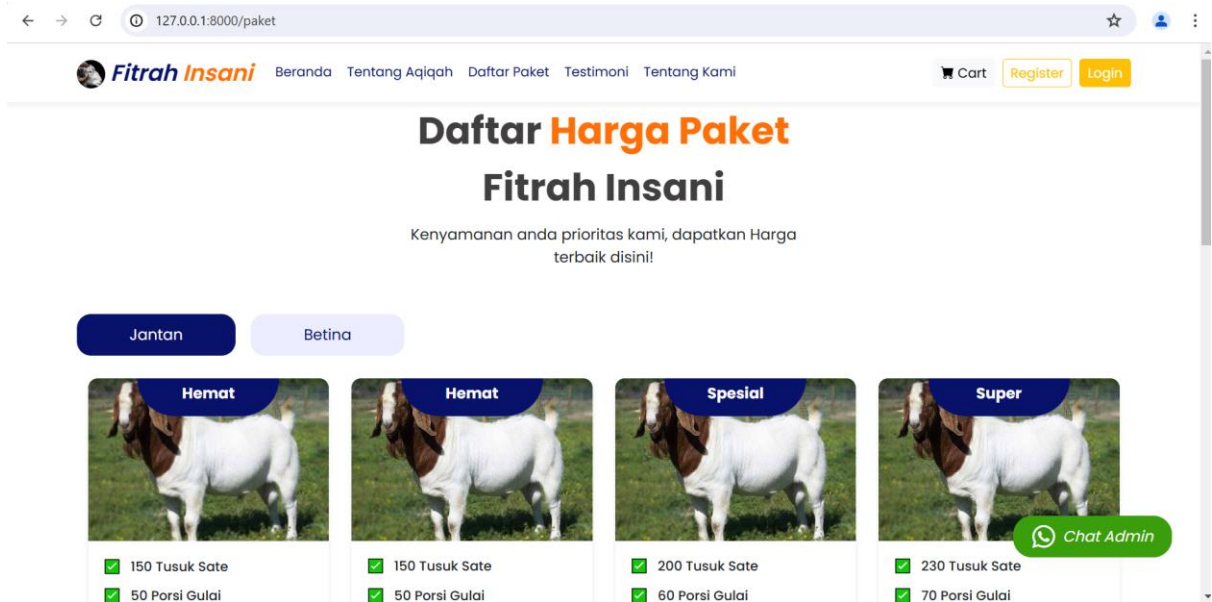 127.0.0.1:8000/paket
Fitrah Insani Beranda Tentang Aqiqah Daftar Paket Testimoni Tentang Kami Cart Register Login
Daftar Harga Paket
Fitrah Insani
Kenyamanan anda prioritas kami, dapatkan Harga
terbaik disini!
Jantan Betina
Hemat Hemat Spesial Super
Chat Admin
150 Tusuk Sate 150 Tusuk Sate 200 Tusuk Sate 230 Tusuk Sate
50 Porsi Gulai 50 Porsi Gulai 60 Porsi Gulai 70 Porsi Gulai